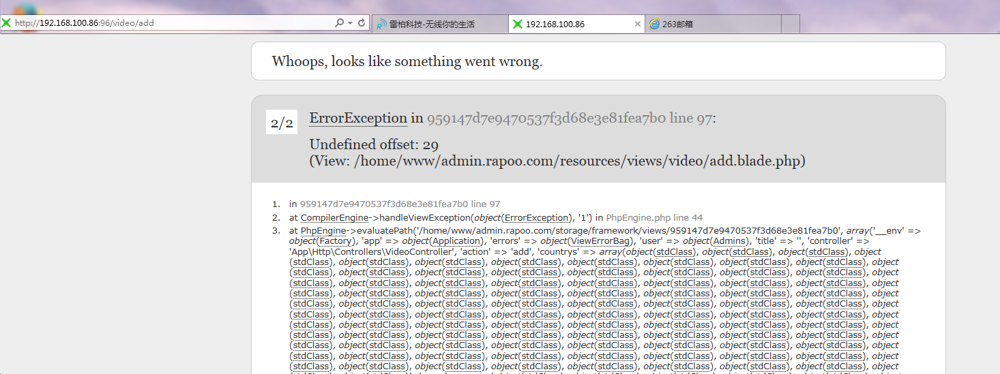 http://192.168.100.86:96/video/add
雷柏科技-无线你的生活
192.168.100.86
263邮箱
Whoops, looks like something went wrong.
2/2
ErrorException in 959147d7e9470537f3d68e3e81fea7b0 line 97:
Undefined offset: 29
(View: /home/www/admin.rapoo.com/resources/views/video/add.blade.php)
1. in 959147d7e9470537f3d68e3e81fea7b0 line 97
2. at CompilerEngine->handleViewException(object(ErrorException), '1') in PhpEngine.php line 44
3. at PhpEngine->evaluatePath('/home/www/admin.rapoo.com/storage/framework/views/959147d7e9470537f3d68e3e81fea7b0', array('__env' =>
object(Factory), 'app' => object(Application), 'errors' => object(ViewErrorBag), 'user' => object(Admins), 'title' => '', 'controller' =>
'App\Http\Controllers\VideoController', 'action' => 'add', 'countrys' => array(object(stdClass), object(stdClass), object(stdClass), object
(stdClass), object(stdClass), object(stdClass), object(stdClass), object(stdClass), object(stdClass), object(stdClass), object(stdClass), object
(stdClass), object(stdClass), object(stdClass), object(stdClass), object(stdClass), object(stdClass), object(stdClass), object(stdClass), object
(stdClass), object(stdClass), object(stdClass), object(stdClass), object(stdClass), object(stdClass), object(stdClass), object(stdClass), object
(stdClass), object(stdClass), object(stdClass), object(stdClass), object(stdClass), object(stdClass), object(stdClass), object(stdClass), object
(stdClass), object(stdClass), object(stdClass), object(stdClass), object(stdClass), object(stdClass), object(stdClass), object(stdClass), object
(stdClass), object(stdClass), object(stdClass), object(stdClass), object(stdClass), object(stdClass), object(stdClass), object(stdClass), object
(stdClass), object(stdClass), object(stdClass), object(stdClass), object(stdClass), object(stdClass), object(stdClass), object(stdClass), object
(stdClass), object(stdClass), object(stdClass), object(stdClass), object(stdClass), object(stdClass), object(stdClass), object(stdClass), object
(stdClass), object(stdClass), object(stdClass), object(stdClass), object(stdClass), object(stdClass), object(stdClass), object(stdClass), object
(stdClass), object(stdClass), object(stdClass), object(stdClass), object(stdClass), object(stdClass), object(stdClass), object(stdClass), object
(stdClass), object(stdClass), object(stdClass), object(stdClass), object(stdClass), object(stdClass), object(stdClass), object(stdClass), object